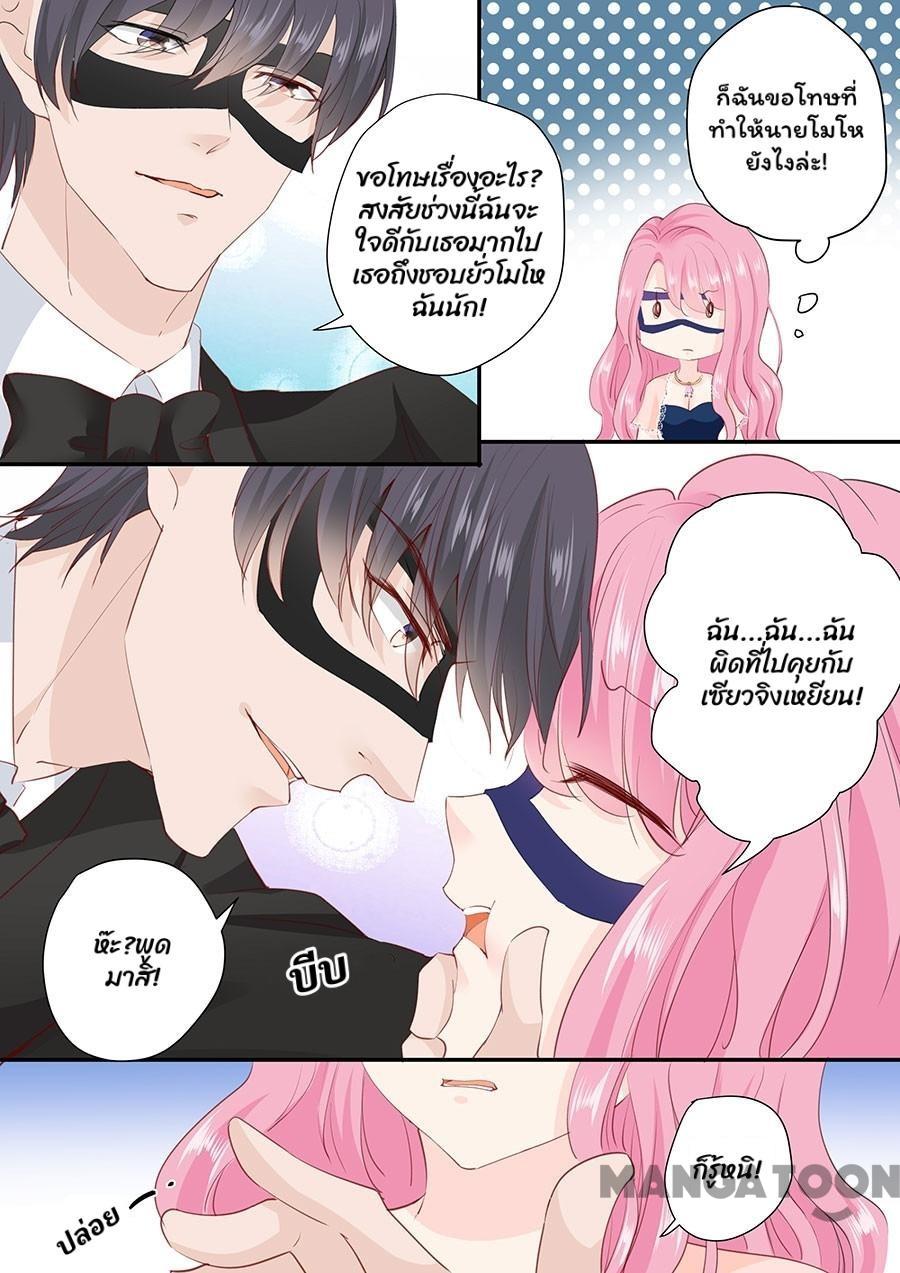 ขอโทษเรื่องอะไร?
สงสัยช่วงนี้ฉันจะ
ใจดีกับเธอมากไป
เธอถึงชอบยั่วโมโห
ฉันนัก!
ก็ฉันขอโทษที่
ทำให้นายโมโห
ยังไงล่ะ!
ฉัน...ฉัน...ฉัน
ผิดที่ไปคุยกับ
เซียวจิงเหยียน!
ห๊ะ?พูด
มาสิ!
บีบ
ก็รู้หนิ!
ปล่อย
MANGATOON